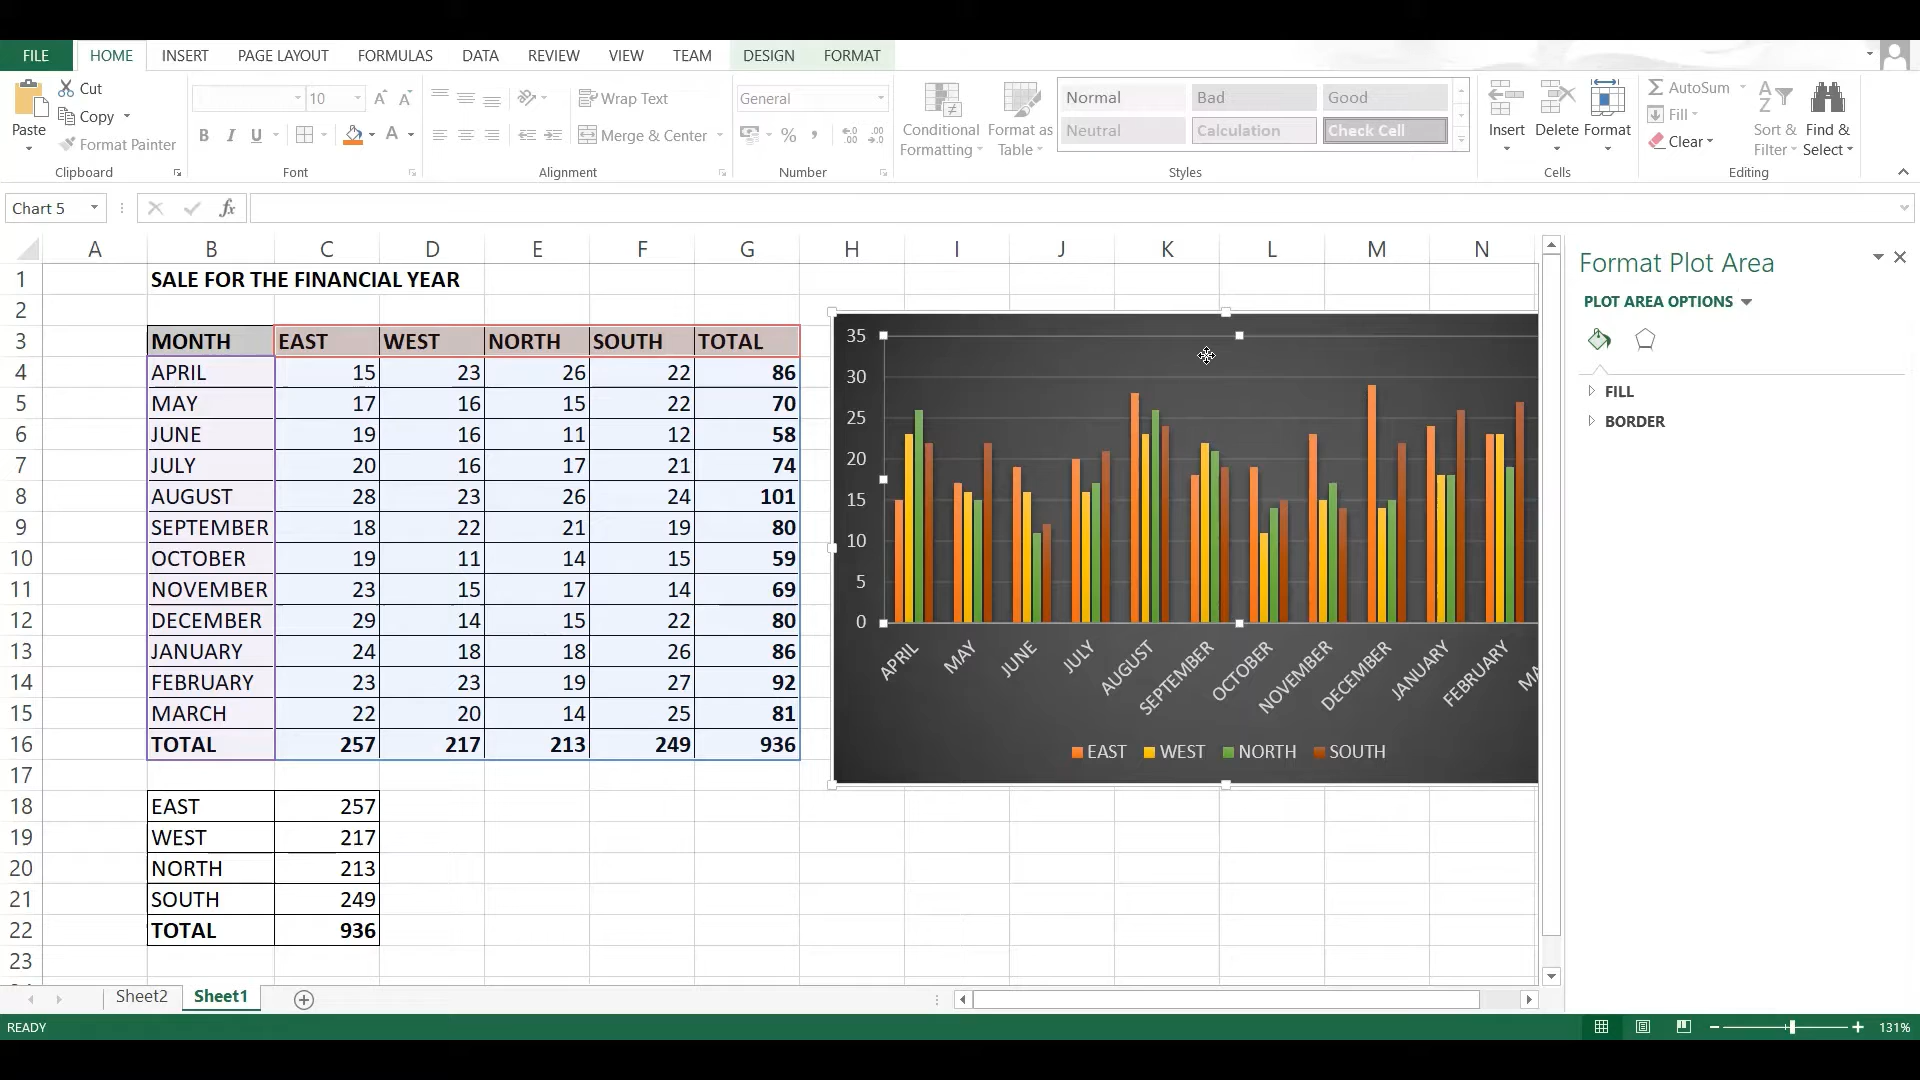 FILE HOME INSERT PAGE LAYOUT FORMULAS DATA REVIEW VIEW TEAM DESIGN FORMAT
Paste
Cut
Copy
Format Painter
Clipboard
10
B I U A
Font
Wrap Text
Merge & Center
Alignment
General
%
Number
Conditional Formatting
Format as Table
Normal Bad Good
Neutral Calculation Check Cell
Styles
Insert Delete Format
Cells
AutoSum
Fill
Clear
Sort & Filter
Find & Select
Editing
Chart 5 fx
A B C D E F G H I J K L M N
1 SALE FOR THE FINANCIAL YEAR
2
3 MONTH EAST WEST NORTH SOUTH TOTAL
4 APRIL 15 23 26 22 86
5 MAY 17 16 15 22 70
6 JUNE 19 16 11 12 58
7 JULY 20 16 17 21 74
8 AUGUST 28 23 26 24 101
9 SEPTEMBER 18 22 21 19 80
10 OCTOBER 19 11 14 15 59
11 NOVEMBER 23 15 17 14 69
12 DECEMBER 29 14 15 22 80
13 JANUARY 24 18 18 26 86
14 FEBRUARY 23 23 19 27 92
15 MARCH 22 20 14 25 81
16 TOTAL 257 217 213 249 936
17
18 EAST 257
19 WEST 217
20 NORTH 213
21 SOUTH 249
22 TOTAL 936
23
35
30
25
20
15
10
5
0
APRIL MAY JUNE JULY AUGUST SEPTEMBER OCTOBER NOVEMBER DECEMBER JANUARY FEBRUARY
EAST WEST NORTH SOUTH
Format Plot Area
PLOT AREA OPTIONS
FILL
BORDER
Sheet2 Sheet1
READY
131%